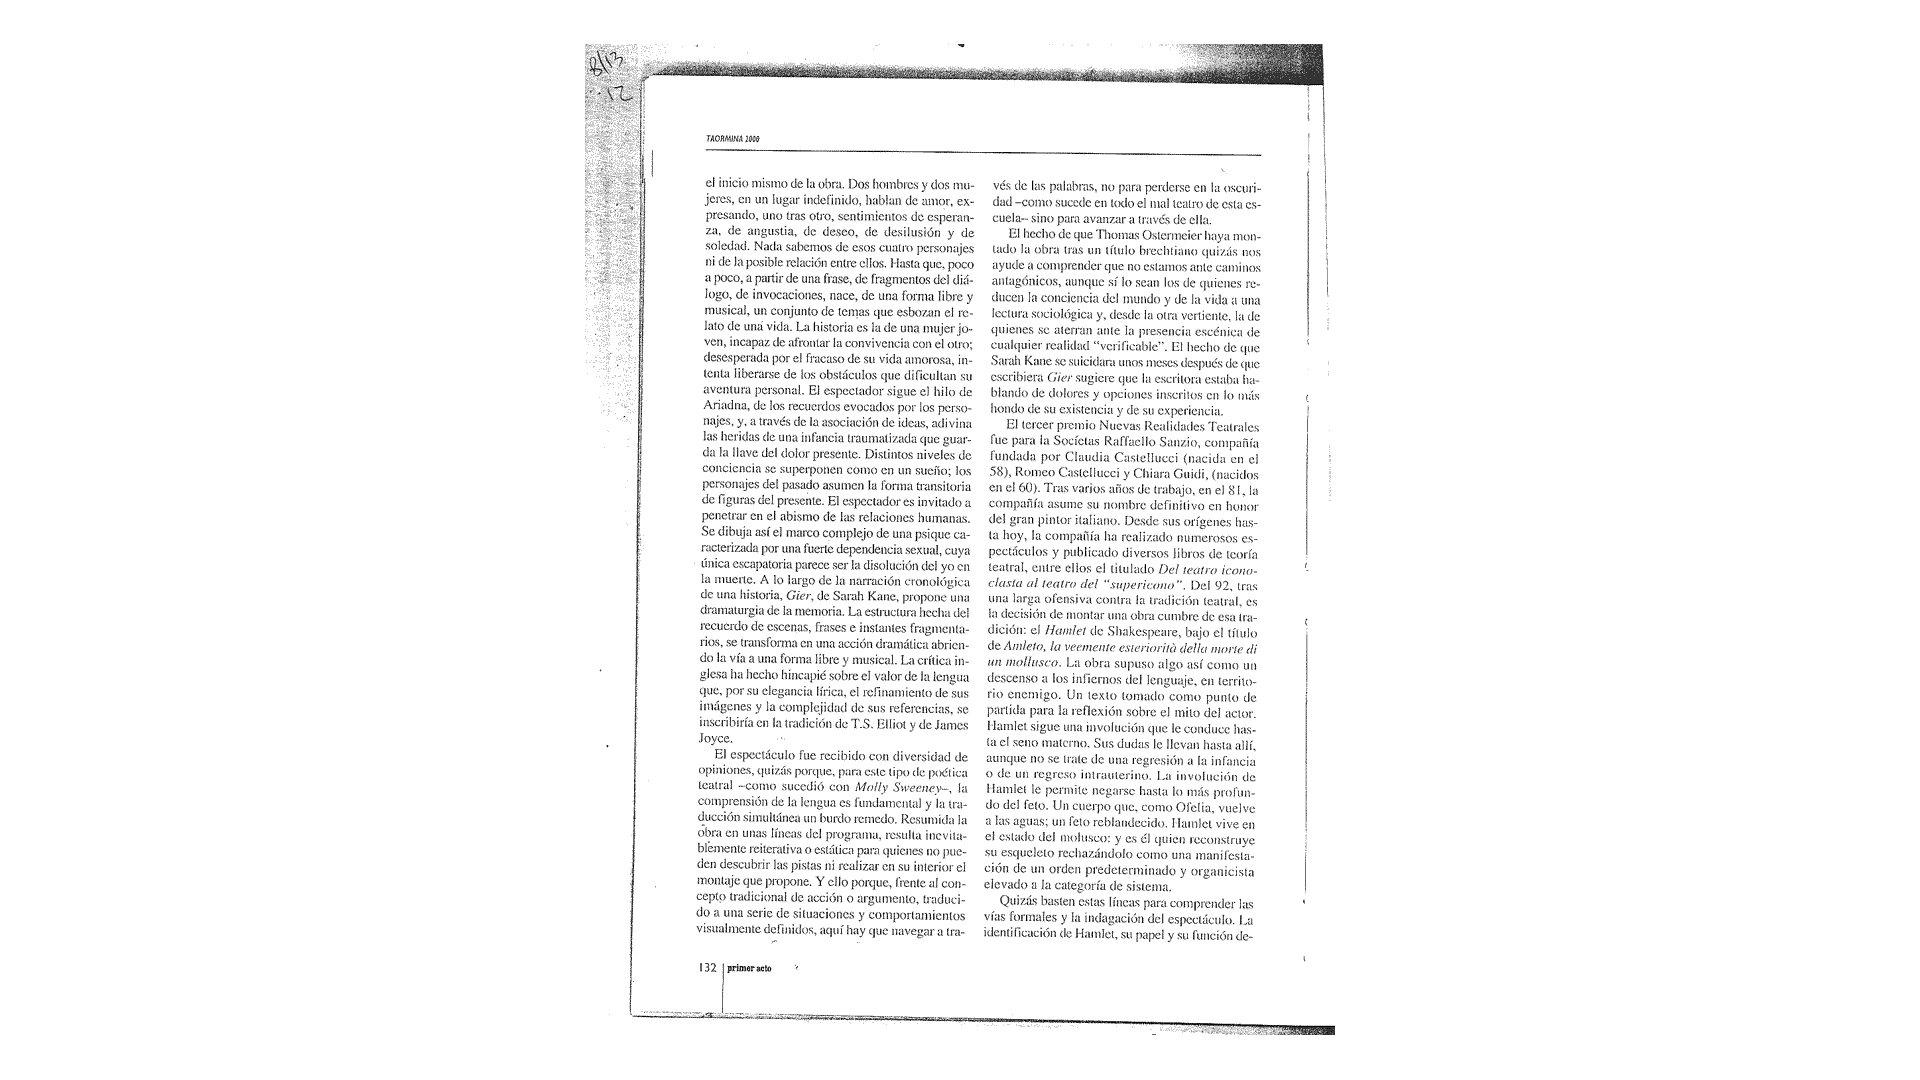 8/13
12
TAORMINA 2000
el inicio mismo de la obra. Dos hombres y dos mu-
jeres, en un lugar indefinido, hablan de amor, ex-
presando, uno tras otro, sentimientos de esperan-
za, de angustia, de deseo, de desilusión y de
soledad. Nada sabemos de esos cuatro personajes
ni de la posible relación entre ellos. Hasta que, poco
a poco, a partir de una frase, de fragmentos del diá-
logo, de invocaciones, nace, de una forma libre y
musical, un conjunto de temas que esbozan el re-
lato de una vida. La historia es la de una mujer jo-
ven, incapaz de afrontar la convivencia con el otro;
desesperada por el fracaso de su vida amorosa, in-
tenta liberarse de los obstáculos que dificultan su
aventura personal. El espectador sigue el hilo de
Ariadna, de los recuerdos evocados por los perso-
najes, y, a través de la asociación de ideas, adivina
las heridas de una infancia traumatizada que guar-
da la llave del dolor presente. Distintos niveles de
conciencia se superponen como en un sueño; los
personajes del pasado asumen la forma transitoria
de figuras del presente. El espectador es invitado a
penetrar en el abismo de las relaciones humanas.
Se dibuja así el marco complejo de una psique ca-
racterizada por una fuerte dependencia sexual, cuya
única escapatoria parece ser la disolución del yo en
la muerte. A lo largo de la narración cronológica
de una historia, Gier, de Sarah Kane, propone una
dramaturgia de la memoria. La estructura hecha del
recuerdo de escenas, frases e instantes fragmenta-
rios, se transforma en una acción dramática abrien-
do la vía a una forma libre y musical. La crítica in-
glesa ha hecho hincapié sobre el valor de la lengua
que, por su elegancia lírica, el refinamiento de sus
imágenes y la complejidad de sus referencias, se
inscribiría en la tradición de T.S. Elliot y de James
Joyce.
El espectáculo fue recibido con diversidad de
opiniones, quizás porque, para este tipo de poética
teatral –como sucedió con Molly Sweeney–, la
comprensión de la lengua es fundamental y la tra-
ducción simultánea un burdo remedo. Resumida la
obra en unas líneas del programa, resulta inevita-
blemente reiterativa o estática para quienes no pue-
den descubrir las pistas ni realizar en su interior el
montaje que propone. Y ello porque, frente al con-
cepto tradicional de acción o argumento, traduci-
do a una serie de situaciones y comportamientos
visualmente definidos, aquí hay que navegar a tra-
vés de las palabras, no para perderse en la oscuri-
dad –como sucede en todo el mal teatro de esta es-
cuela– sino para avanzar a través de ella.
El hecho de que Thomas Ostermeier haya mon-
tado la obra tras un título brechtiano quizás nos
ayude a comprender que no estamos ante caminos
antagónicos, aunque sí lo sean los de quienes re-
ducen la conciencia del mundo y de la vida a una
lectura sociológica y, desde la otra vertiente, la de
quienes se aterran ante la presencia escénica de
cualquier realidad “verificable”. El hecho de que
Sarah Kane se suicidara unos meses después de que
escribiera Gier sugiere que la escritora estaba ha-
blando de dolores y opciones inscritos en lo más
hondo de su existencia y de su experiencia.
El tercer premio Nuevas Realidades Teatrales
fue para la Socíetas Raffaello Sanzio, compañía
fundada por Claudia Castellucci (nacida en el
58), Romeo Castellucci y Chiara Guidi, (nacidos
en el 60). Tras varios años de trabajo, en el 81, la
compañía asume su nombre definitivo en honor
del gran pintor italiano. Desde sus orígenes has-
ta hoy, la compañía ha realizado numerosos es-
pectáculos y publicado diversos libros de teoría
teatral, entre ellos el titulado Del teatro icono-
clasta al teatro del “supericono”. Del 92, tras
una larga ofensiva contra la tradición teatral, es
la decisión de montar una obra cumbre de esa tra-
dición: el Hamlet de Shakespeare, bajo el título
de Amleto, la veemente esteriorità della morte di
un mollusco. La obra supuso algo así como un
descenso a los infiernos del lenguaje, en territo-
rio enemigo. Un texto tomado como punto de
partida para la reflexión sobre el mito del actor.
Hamlet sigue una involución que le conduce has-
ta el seno materno. Sus dudas le llevan hasta allí,
aunque no se trate de una regresión a la infancia
o de un regreso intrauterino. La involución de
Hamlet le permite negarse hasta lo más profun-
do del feto. Un cuerpo que, como Ofelia, vuelve
a las aguas; un feto reblandecido. Hamlet vive en
el estado del molusco: y es él quien reconstruye
su esqueleto rechazándolo como una manifesta-
ción de un orden predeterminado y organicista
elevado a la categoría de sistema.
Quizás basten estas líneas para comprender las
vías formales y la indagación del espectáculo. La
identificación de Hamlet, su papel y su función de-
132 primer acto